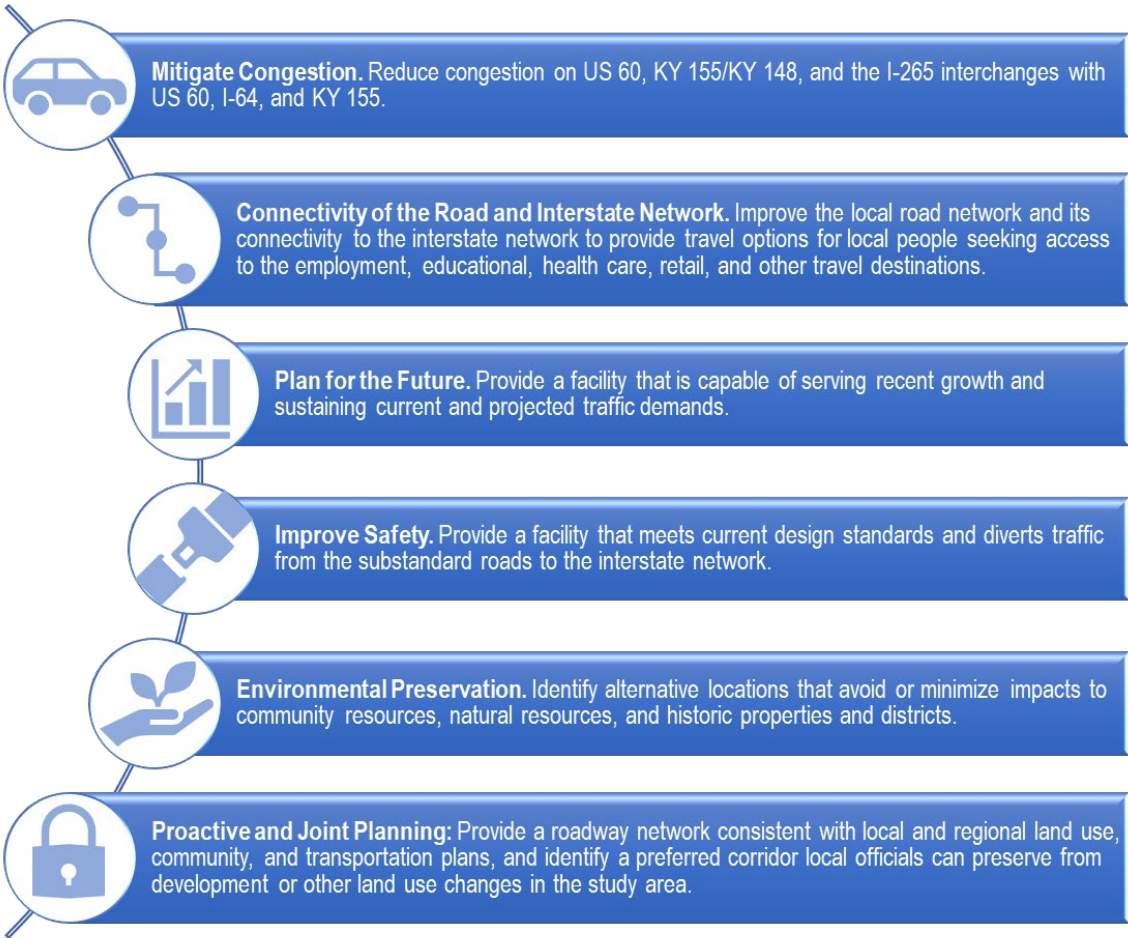 Mitigate Congestion. Reduce congestion on US 60, KY 155/KY 148, and the I-265 interchanges with
US 60, I-64, and KY 155.
Connectivity of the Road and Interstate Network. Improve the local road network and its
connectivity to the interstate network to provide travel options for local people seeking access
to the employment, educational, health care, retail, and other travel destinations.
Plan for the Future. Provide a facility that is capable of serving recent growth and
sustaining current and projected traffic demands.
Improve Safety. Provide a facility that meets current design standards and diverts traffic
from the substandard roads to the interstate network.
Environmental Preservation. Identify alternative locations that avoid or minimize impacts to
community resources, natural resources, and historic properties and districts.
Proactive and Joint Planning: Provide a roadway network consistent with local and regional land use,
community, and transportation plans, and identify a preferred corridor local officials can preserve from
development or other land use changes in the study area.